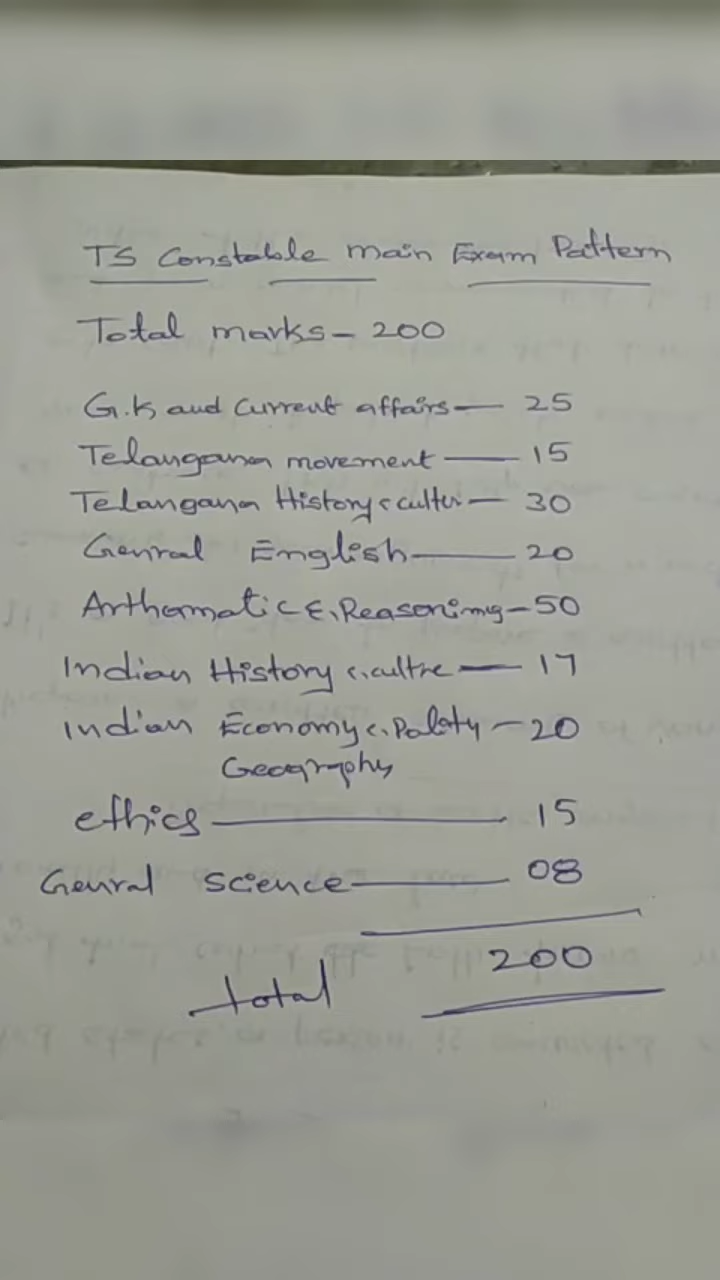 TS Constable main Exam Pattern
Total marks - 200
G.K and Current affairs — 25
Telangana movement — 15
Telangana History & cultur — 30
Genral English — 20
Arthamatic & Reasoning - 50
Indian History & cultre — 17
Indian Economy & Polaty — 20
Geography
ethics — 15
Genral Science — 08
total 200